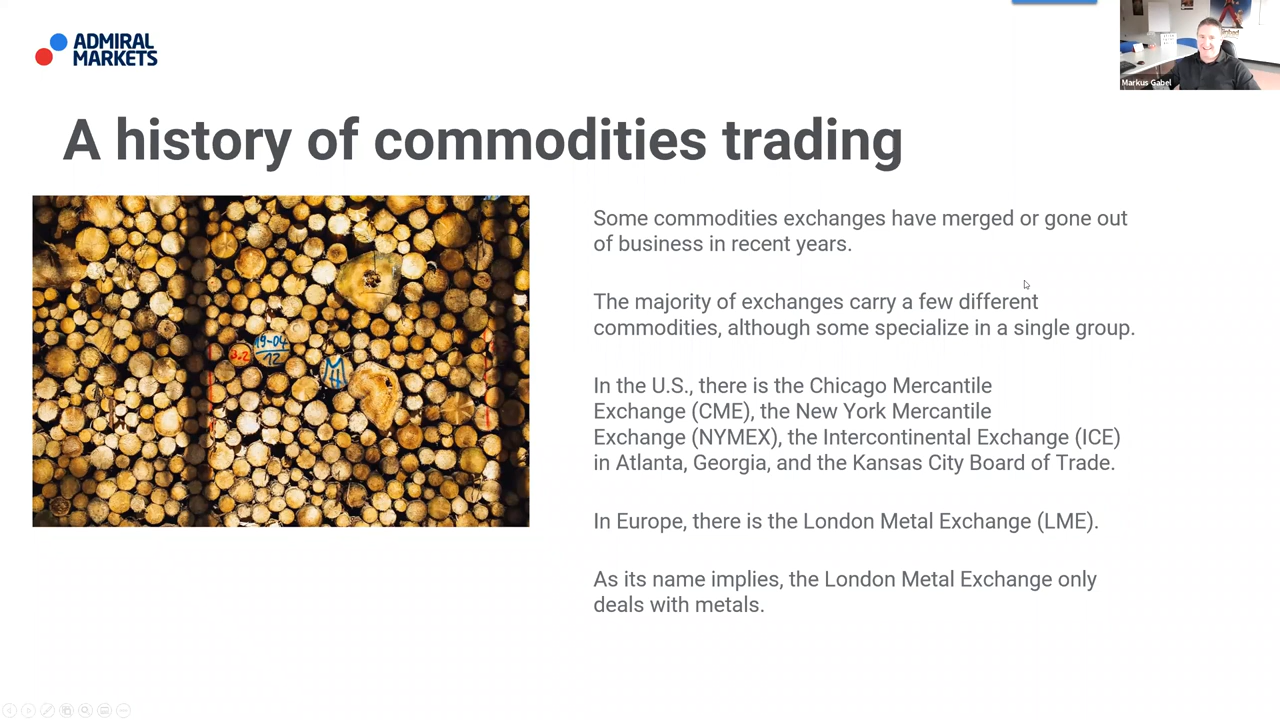 ADMIRAL
MARKETS
Markus Gabel
A history of commodities trading
Some commodities exchanges have merged or gone out
of business in recent years.
The majority of exchanges carry a few different
commodities, although some specialize in a single group.
In the U.S., there is the Chicago Mercantile
Exchange (CME), the New York Mercantile
Exchange (NYMEX), the Intercontinental Exchange (ICE)
in Atlanta, Georgia, and the Kansas City Board of Trade.
In Europe, there is the London Metal Exchange (LME).
As its name implies, the London Metal Exchange only
deals with metals.
3.2
19-04
12